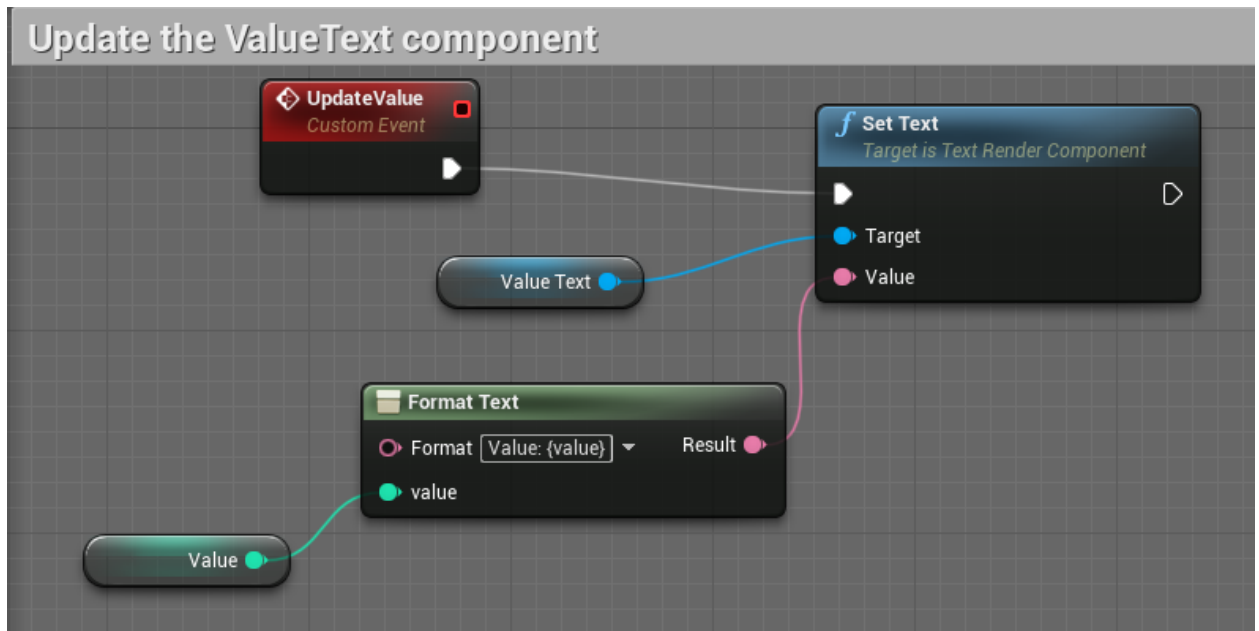 Update the ValueText component
UpdateValue
Custom Event
Set Text
Target is Text Render Component
Target
Value Text
Value
Format Text
Format Value: {value} Result
value
Value